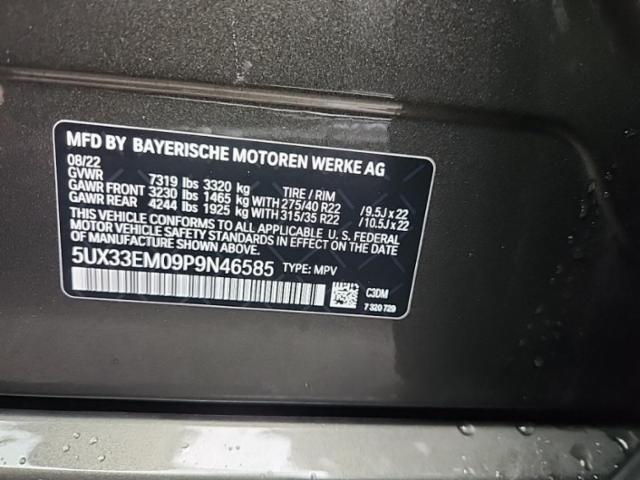 MFD BY BAYERISCHE MOTOREN WERKE AG
08/22
GVWR 7319 lbs 3320 kg TIRE / RIM
GAWR FRONT 3230 lbs 1465 kg WITH 275/40 R22 /9.5J x 22
GAWR REAR 4244 lbs 1925 kg WITH 315/35 R22 /10.5J x 22
THIS VEHICLE CONFORMS TO ALL APPLICABLE U. S. FEDERAL
MOTOR VEHICLE SAFETY STANDARDS IN EFFECT ON THE
DATE OF MANUFACTURE SHOWN ABOVE.
5UX33EM09P9N46585 TYPE: MPV
C3DM
7 320 729